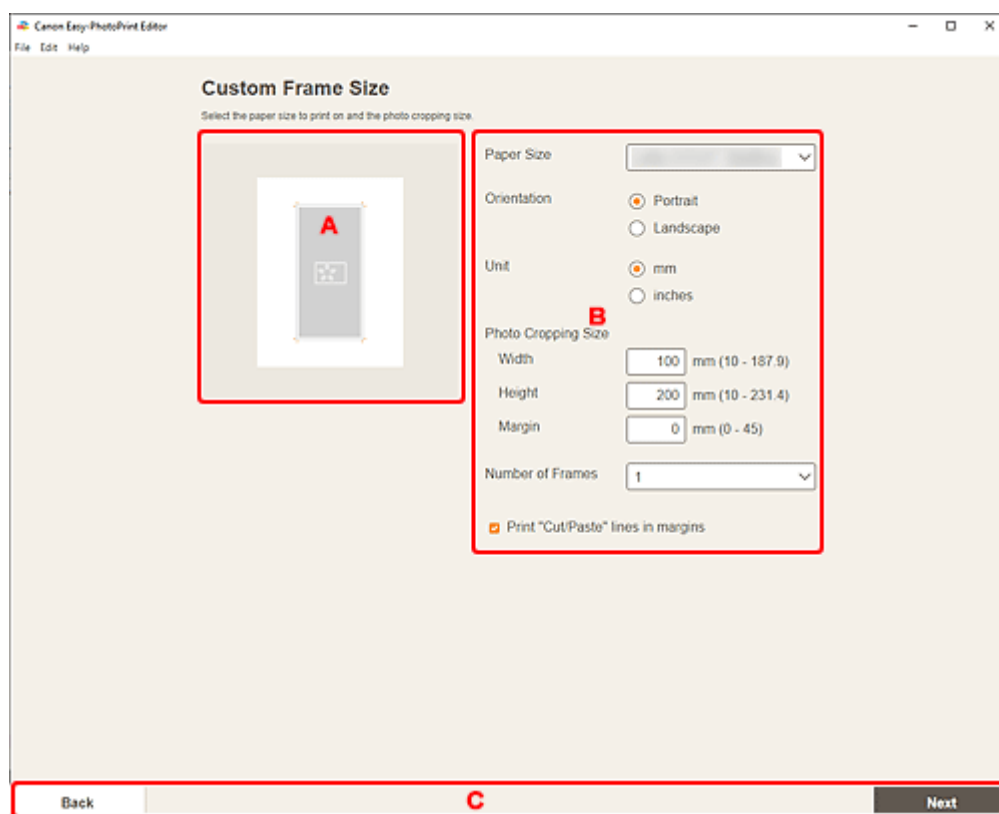 Canon Easy-PhotoPrint Editor
File Edit Help
Custom Frame Size
Select the paper size to print on and the photo cropping size.
A
Paper Size
Orientation
Portrait
Landscape
Unit
mm
inches
B
Photo Cropping Size
Width 100 mm (10 - 187.9)
Height 200 mm (10 - 231.4)
Margin 0 mm (0 - 45)
Number of Frames 1
Print "Cut/Paste" lines in margins
Back C Next